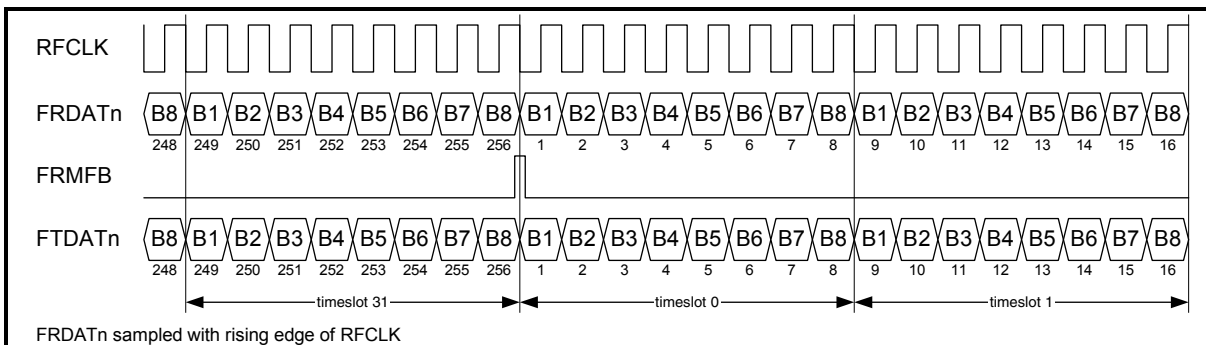 RFCLK
FRDATn B8 B1 B2 B3 B4 B5 B6 B7 B8 B1 B2 B3 B4 B5 B6 B7 B8 B1 B2 B3 B4 B5 B6 B7 B8
248 249 250 251 252 253 254 255 256 1 2 3 4 5 6 7 8 9 10 11 12 13 14 15 16
FRMFB
FTDATn B8 B1 B2 B3 B4 B5 B6 B7 B8 B1 B2 B3 B4 B5 B6 B7 B8 B1 B2 B3 B4 B5 B6 B7 B8
248 249 250 251 252 253 254 255 256 1 2 3 4 5 6 7 8 9 10 11 12 13 14 15 16
timeslot 31 timeslot 0 timeslot 1
FRDATn sampled with rising edge of RFCLK